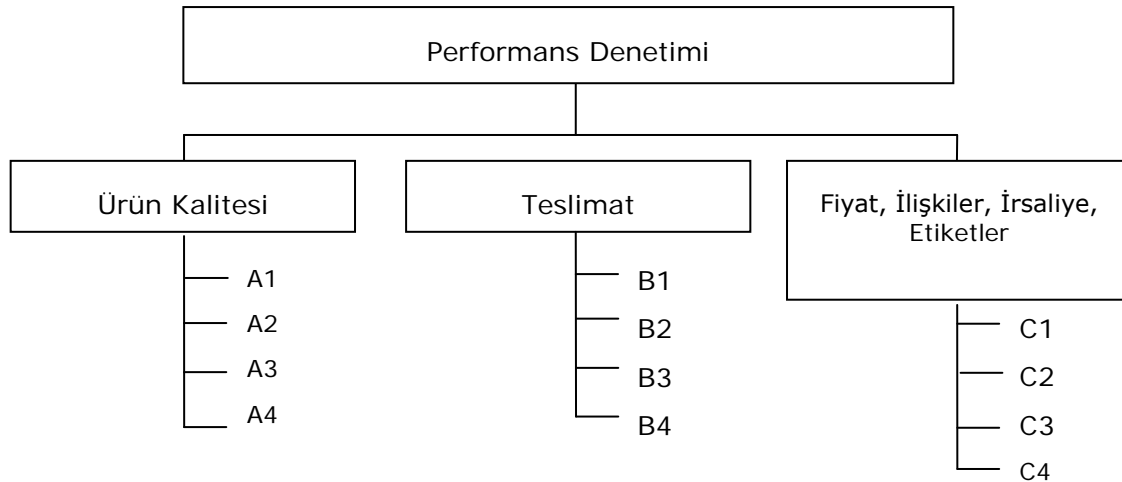 Performans Denetimi
Ürün Kalitesi
A1
A2
A3
A4
Teslimat
B1
B2
B3
B4
Fiyat, İlişkiler, İrsaliye,
Etiketler
C1
C2
C3
C4